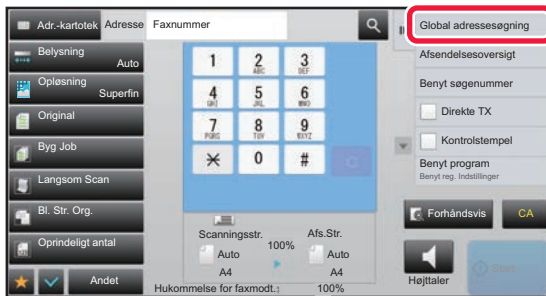 Adr.-kartotek
Adresse
Faxnummer
Global adressesøgning
Belysning
Auto
Afsendelsesoversigt
Opløsning
Superfin
Benyt søgenummer
Original
Direkte TX
Byg Job
Kontrolstempel
Langsom Scan
Benyt program
Benyt reg. Indstillinger
Bl. Str. Org.
Oprindeligt antal
Andet
1
2
ABC
3
DEF
4
GHI
5
JKL
6
MNO
7
PQRS
8
TUV
9
WXYZ
0
#
C
Scanningsstr.
100%
Afs.Str.
Auto
A4
Auto
A4
Hukommelse for faxmodt.:
100%
Forhåndsvis
CA
Højttaler
Start